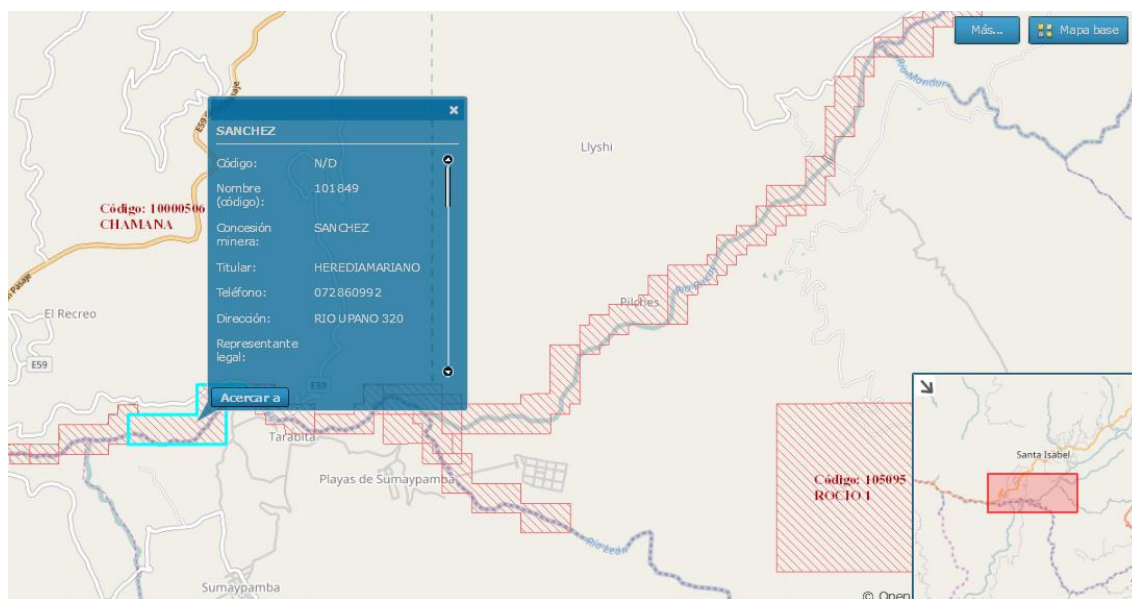 Más...
Mapa base
SANCHEZ
Código: N/D
Nombre (código): 101849
Concesión minera: SANCHEZ
Titular: HEREDIAMARIANO
Teléfono: 072860992
Dirección: RIO UPANO 320
Representante legal:
Acercar a
Código: 10000506
CHAMANA
El Recreo
E59
E59
Tarabita
Playas de Sumaypamba
Sumaypamba
Llyshi
Pilches
Río León
Código: 105095
ROCIO 1
Santa Isabel
© Open